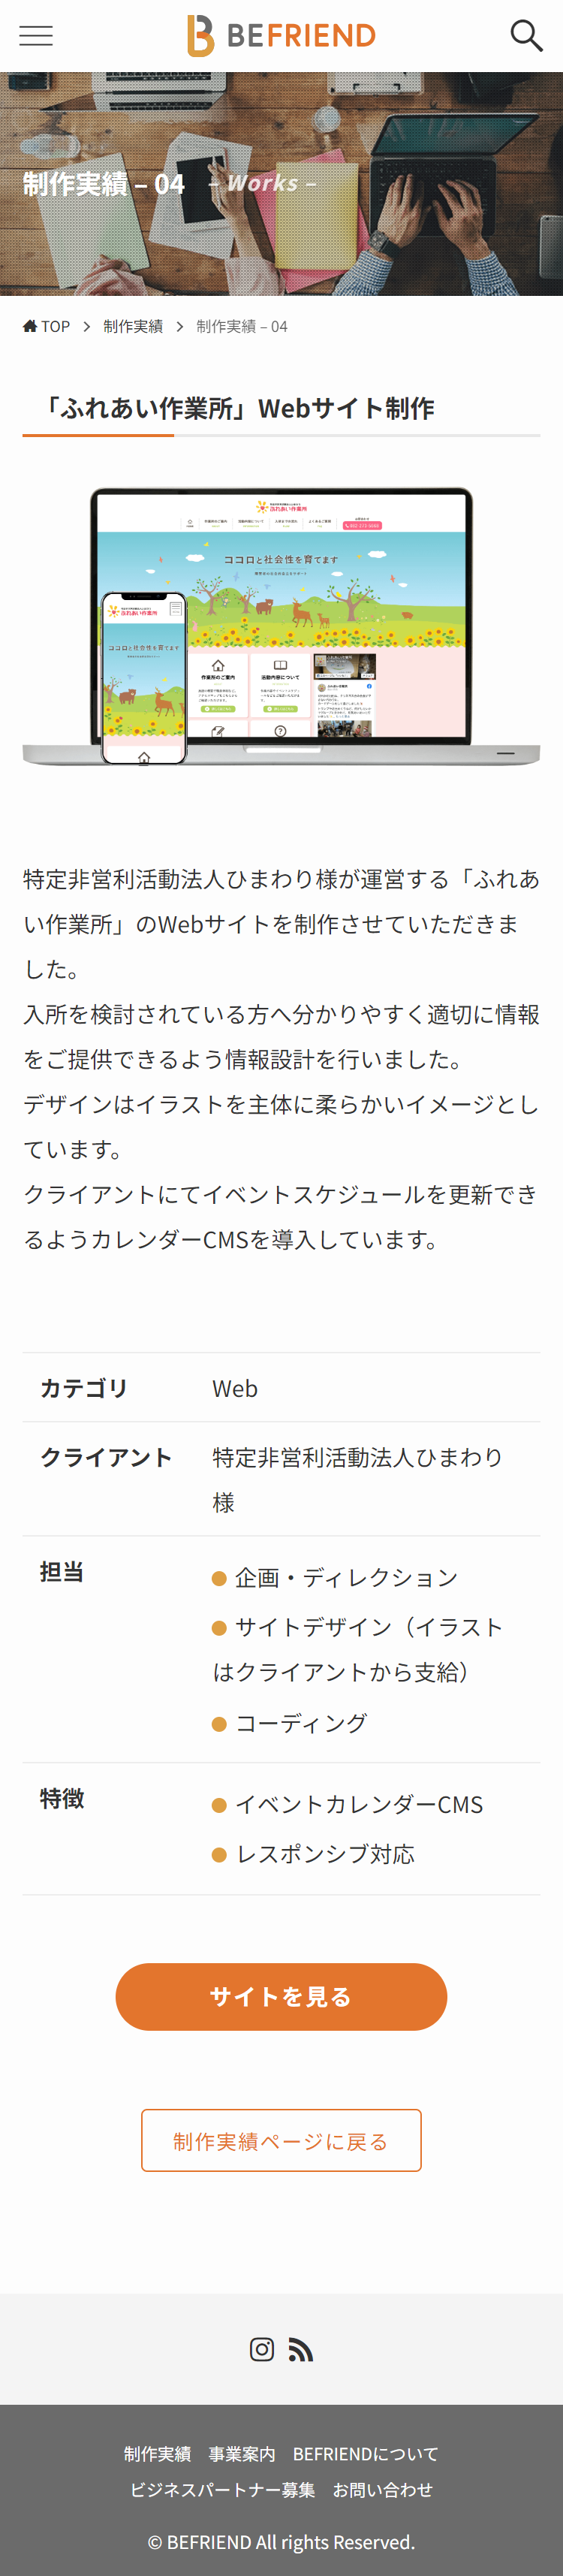 BEFRIEND
制作実績 – 04 – Works –
TOP 制作実績 制作実績 – 04
「ふれあい作業所」Webサイト制作
ふれあい作業所
ココロと社会性を育てます
ふれあい作業所
ココロと社会性を育てます
作業所のご案内 活動内容について
特定非営利活動法人ひまわり様が運営する「ふれあ
い作業所」のWebサイトを制作させていただきま
した。
入所を検討されている方へ分かりやすく適切に情報
をご提供できるよう情報設計を行いました。
デザインはイラストを主体に柔らかいイメージとし
ています。
クライアントにてイベントスケジュールを更新でき
るようカレンダーCMSを導入しています。
カテゴリ Web
クライアント 特定非営利活動法人ひまわり
様
担当 企画・ディレクション
サイトデザイン（イラスト
はクライアントから支給）
コーディング
特徴 イベントカレンダーCMS
レスポンシブ対応
サイトを見る
制作実績ページに戻る
制作実績 事業案内 BEFRIENDについて
ビジネスパートナー募集 お問い合わせ
© BEFRIEND All rights Reserved.